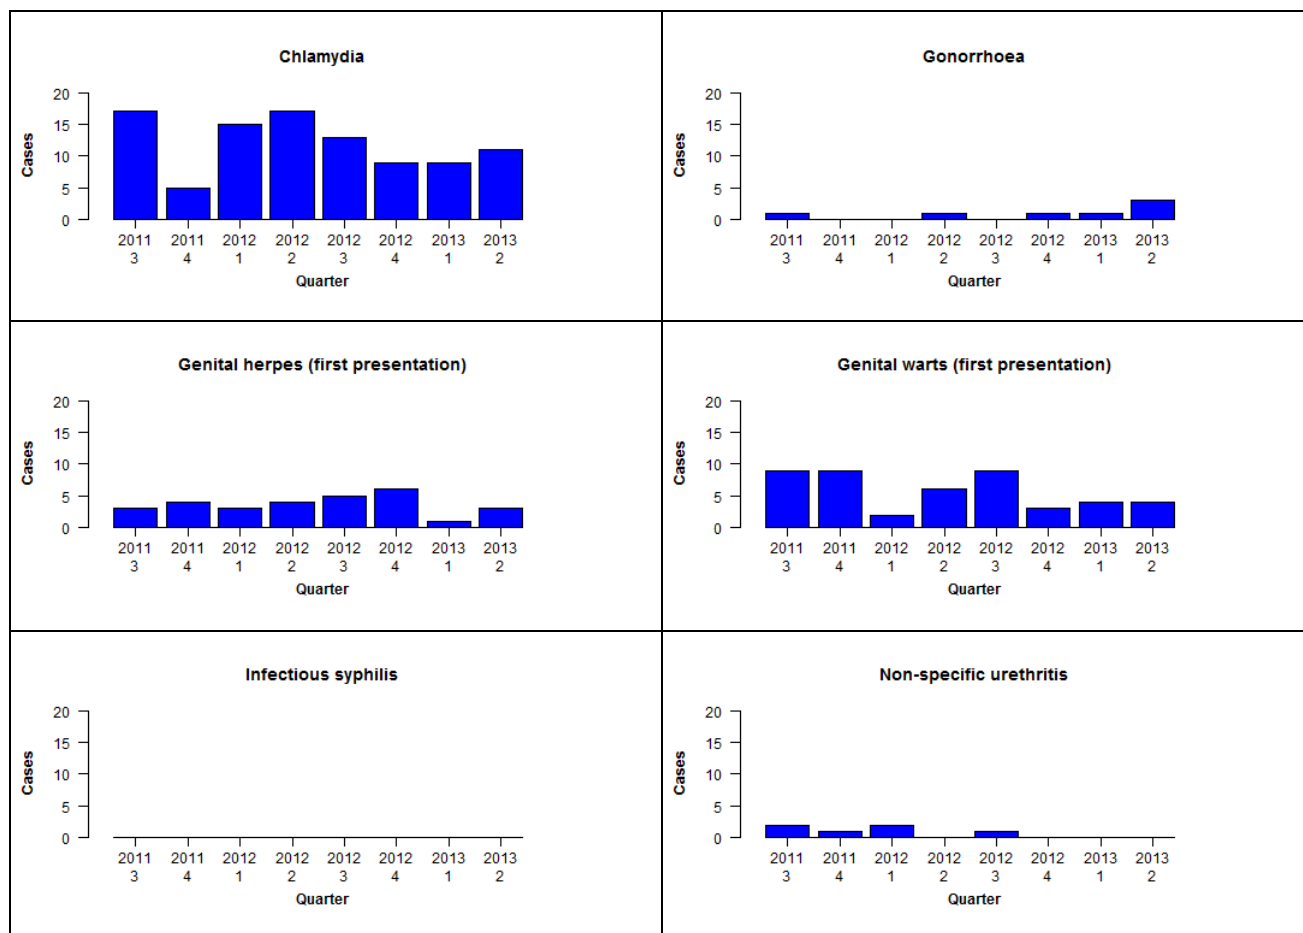 Chlamydia
20
15
10
5
0
Cases
2011 2011 2012 2012 2012 2012 2013 2013
3 4 1 2 3 4 1 2
Quarter
Gonorrhoea
20
15
10
5
0
Cases
2011 2011 2012 2012 2012 2012 2013 2013
3 4 1 2 3 4 1 2
Quarter
Genital herpes (first presentation)
20
15
10
5
0
Cases
2011 2011 2012 2012 2012 2012 2013 2013
3 4 1 2 3 4 1 2
Quarter
Genital warts (first presentation)
20
15
10
5
0
Cases
2011 2011 2012 2012 2012 2012 2013 2013
3 4 1 2 3 4 1 2
Quarter
Infectious syphilis
20
15
10
5
0
Cases
2011 2011 2012 2012 2012 2012 2013 2013
3 4 1 2 3 4 1 2
Quarter
Non-specific urethritis
20
15
10
5
0
Cases
2011 2011 2012 2012 2012 2012 2013 2013
3 4 1 2 3 4 1 2
Quarter